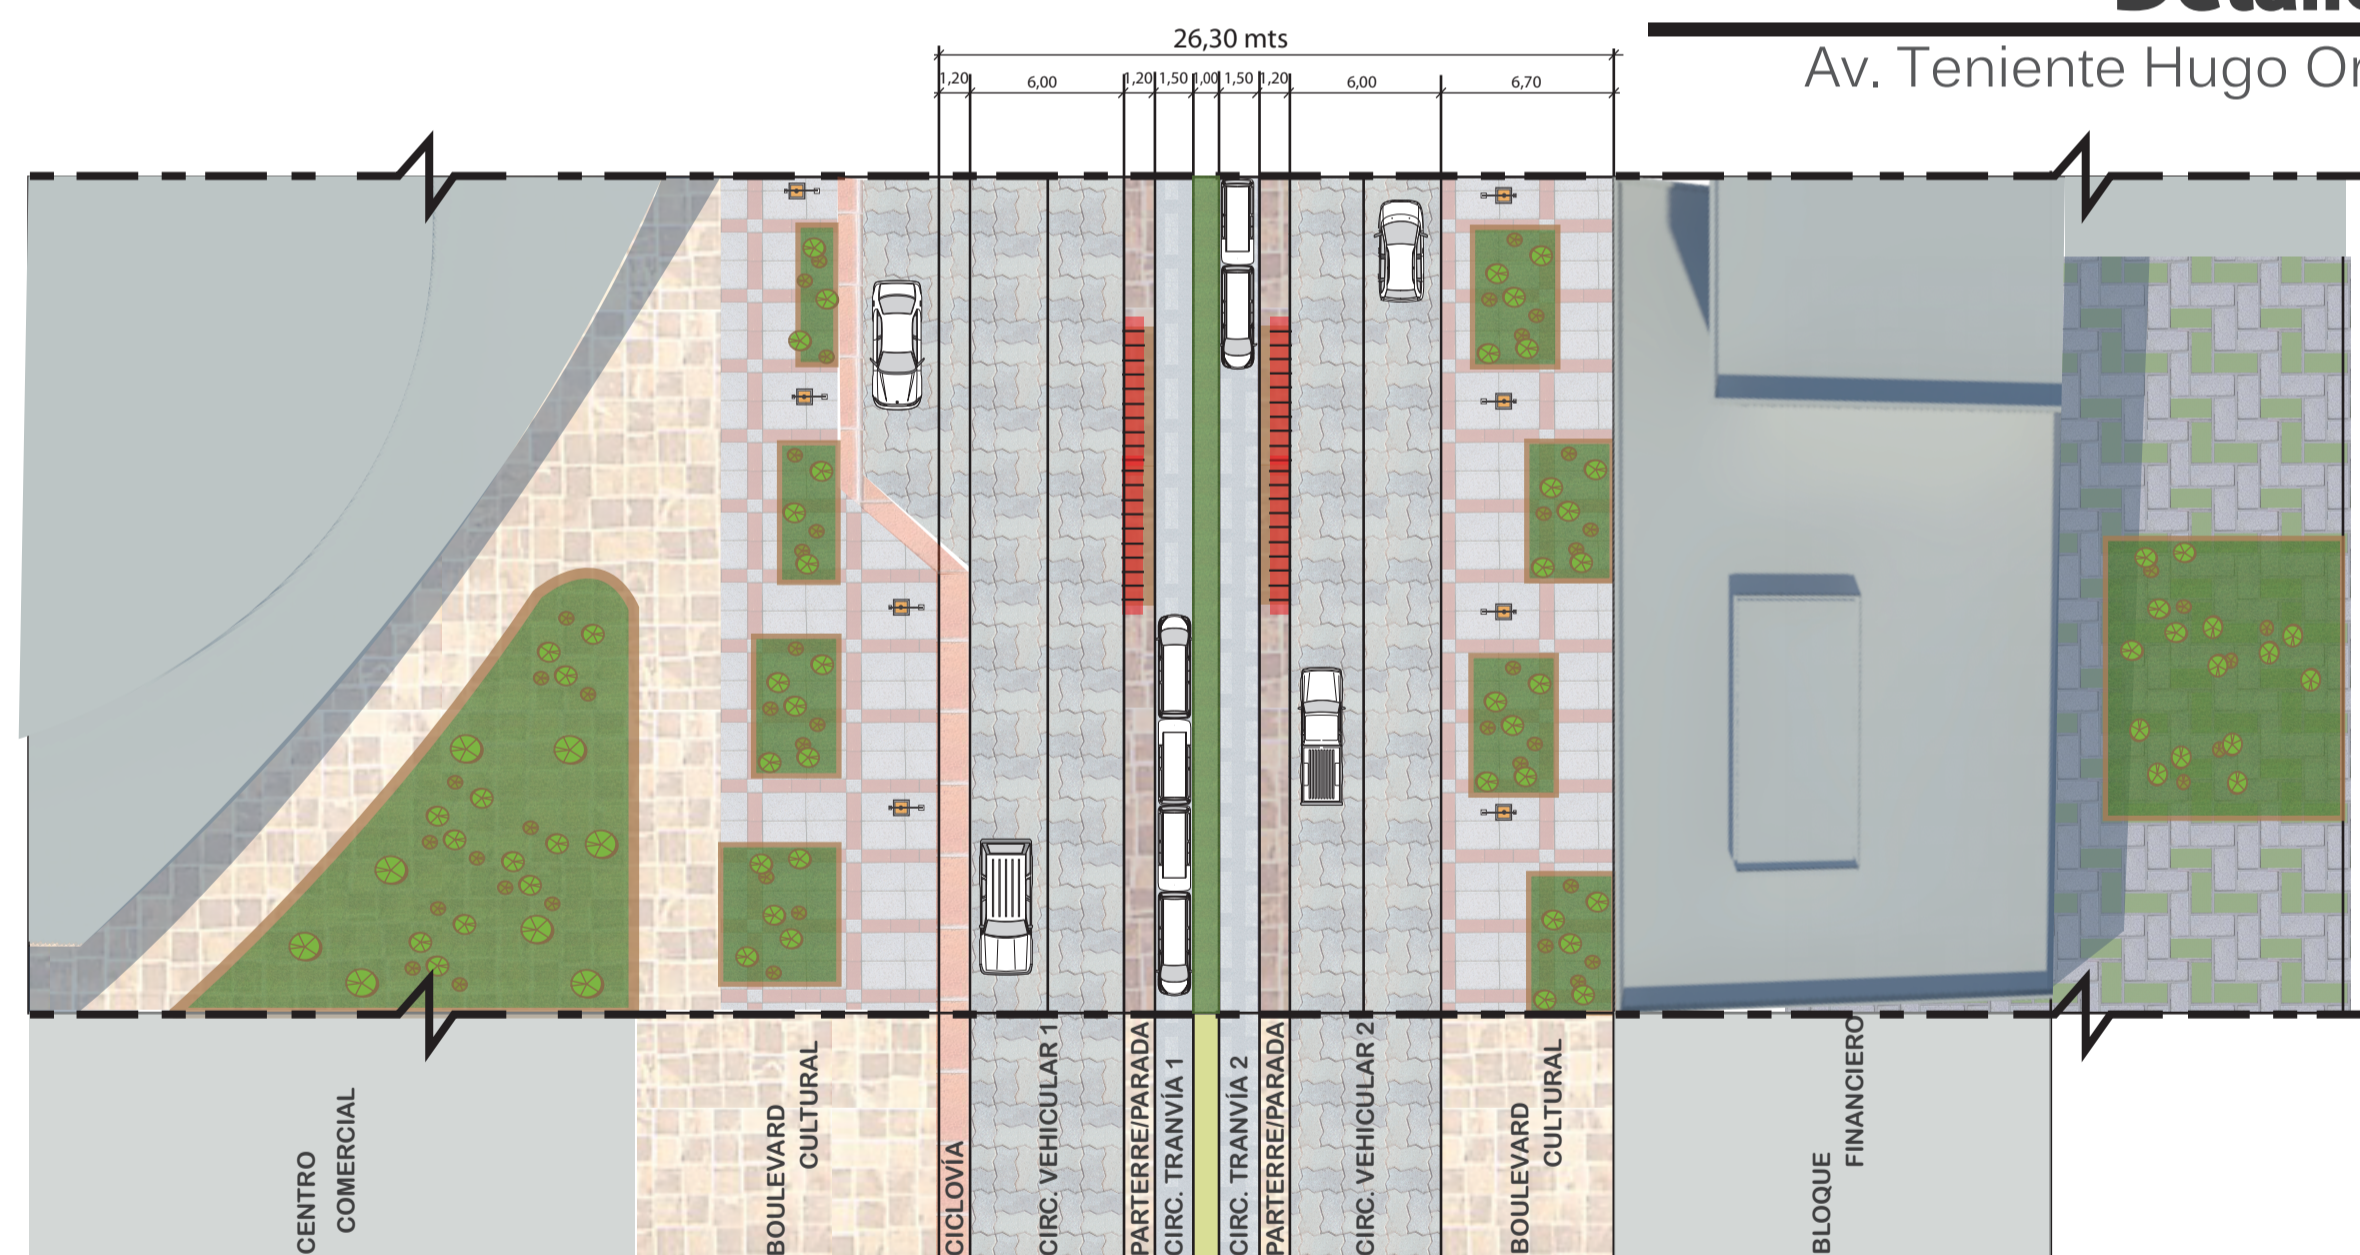 Av. Teniente Hugo
26,30 mts
1,20 6,00 1,20 1,50 1,00 1,50 1,20 6,00 6,70
CENTRO
COMERCIAL
BOULEVARD
CULTURAL
CICLOVÍA
CIRC. VEHICULAR 1
PARTERRE/PARADA
CIRC. TRANVÍA 1
CIRC. TRANVÍA 2
PARTERRE/PARADA
CIRC. VEHICULAR 2
BOULEVARD
CULTURAL
BLOQUE
FINANCIERO